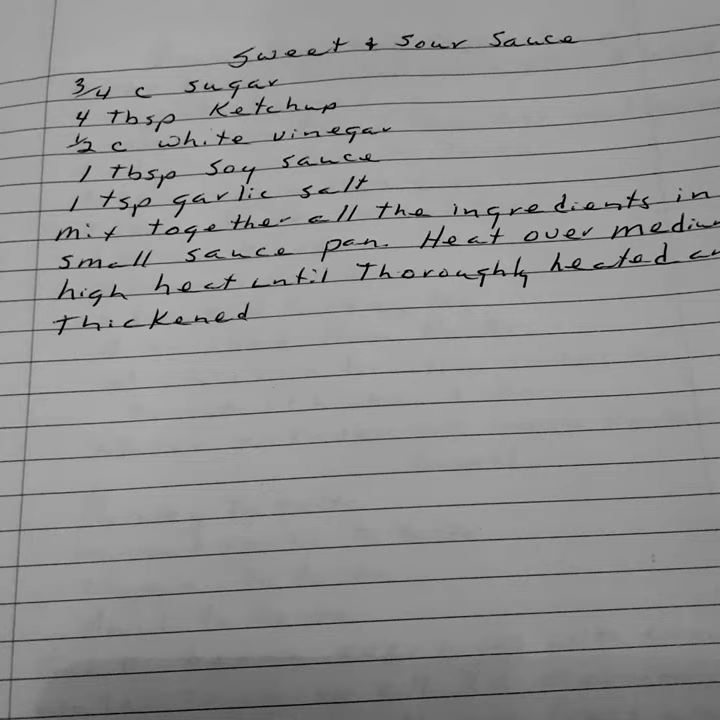 Sweet & Sour Sauce
3/4 c sugar
4 tbsp Ketchup
1/2 c white vinegar
1 tbsp soy sauce
1 tsp garlic salt
mix together all the ingredients in
small sauce pan. Heat over mediu
high heat until Thoroughly heated an
Thickened